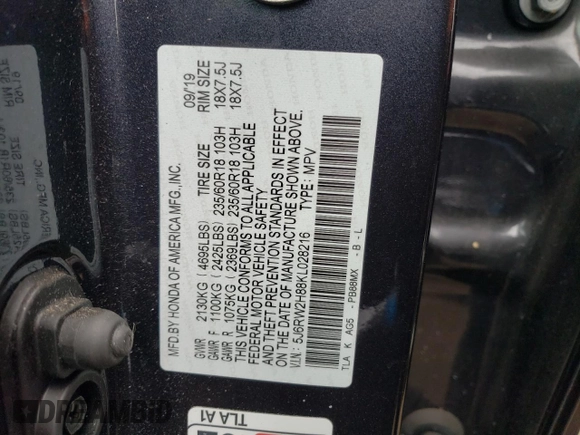 MFD.BY HONDA OF AMERICA MFG.,INC. 09/'19
TIRE SIZE RIM SIZE
GVWR 2130KG (4695LBS)
GAWR F 1100KG (2425LBS) 235/60R18 103H 18X7.5J
GAWR R 1075KG (2369LBS) 235/60R18 103H 18X7.5J
THIS VEHICLE CONFORMS TO ALL APPLICABLE
FEDERAL MOTOR VEHICLE SAFETY
AND THEFT PREVENTION STANDARDS IN EFFECT
ON THE DATE OF MANUFACTURE SHOWN ABOVE.
V.I.N.: 5J6RW2H88KL028216 TYPE: MPV
TLA K AG5 - PB88MX - B - L
TLA A1
DREAMBID